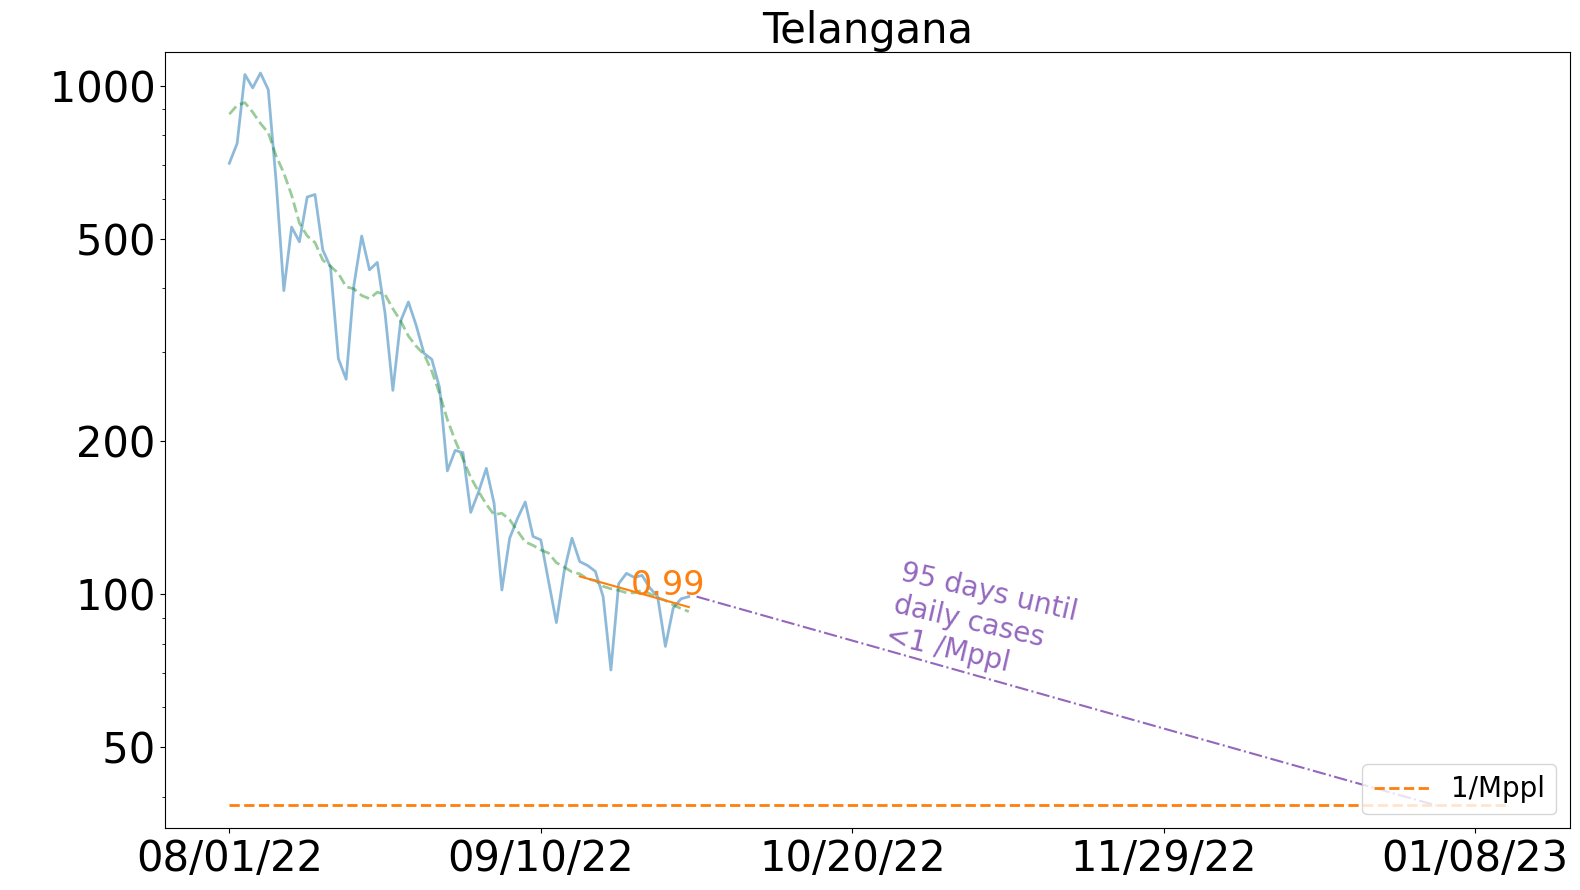 Telangana
1000
500
200
100
50
0.99
95 days until
daily cases
<1 /Mppl
1/Mppl
08/01/22
09/10/22
10/20/22
11/29/22
01/08/23